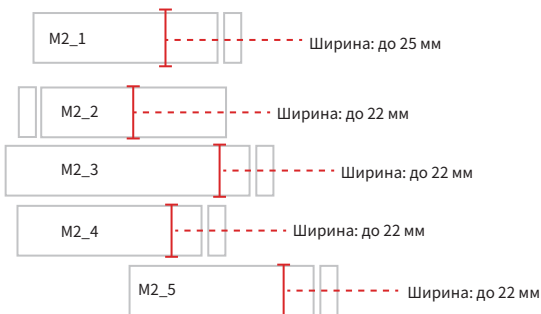 M2_1
Ширина: до 25 мм
M2_2
Ширина: до 22 мм
M2_3
Ширина: до 22 мм
M2_4
Ширина: до 22 мм
M2_5
Ширина: до 22 мм